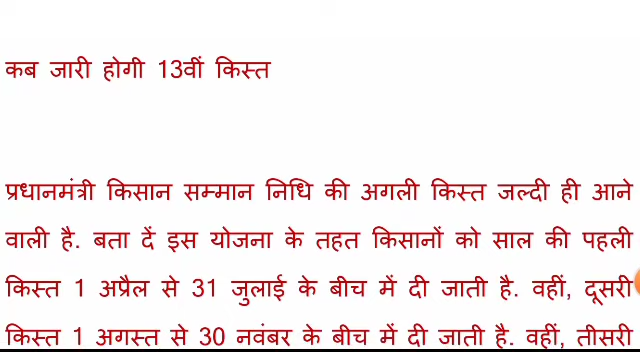 कब जारी होगी 13वीं किस्त
प्रधानमंत्री किसान सम्मान निधि की अगली किस्त जल्दी ही आने
वाली है. बता दें इस योजना के तहत किसानों को साल की पहली
किस्त 1 अप्रैल से 31 जुलाई के बीच में दी जाती है. वहीं, दूसरी
किस्त 1 अगस्त से 30 नवंबर के बीच में दी जाती है. वहीं, तीसरी